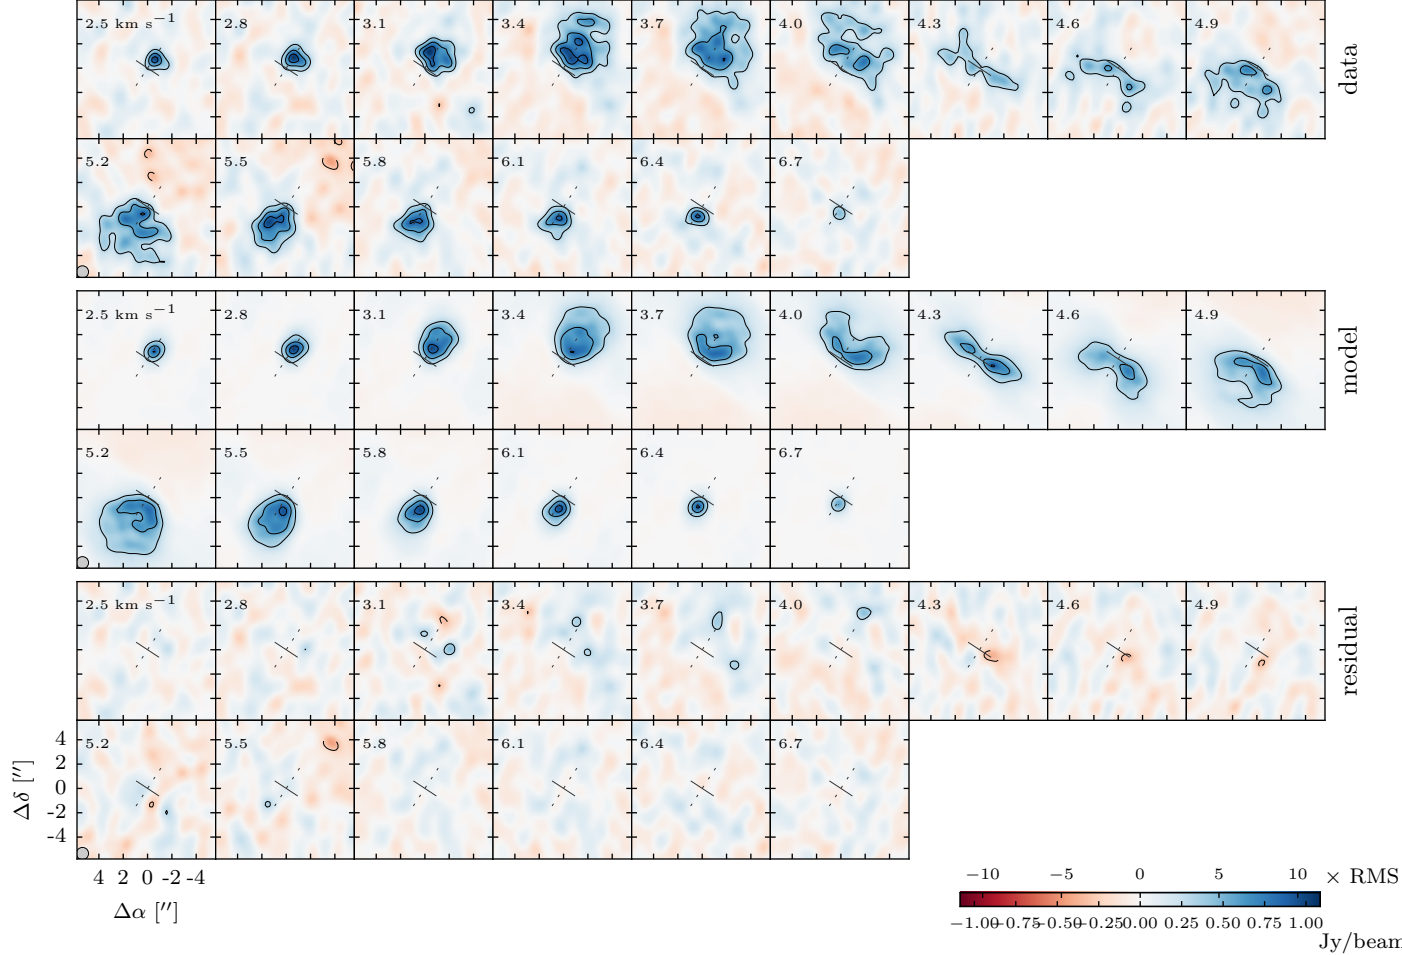 2.5 km s−1 2.8 3.1 3.4 3.7 4.0 4.3 4.6 4.9
data
5.2 5.5 5.8 6.1 6.4 6.7
2.5 km s−1 2.8 3.1 3.4 3.7 4.0 4.3 4.6 4.9
model
5.2 5.5 5.8 6.1 6.4 6.7
2.5 km s−1 2.8 3.1 3.4 3.7 4.0 4.3 4.6 4.9
residual
5.2 5.5 5.8 6.1 6.4 6.7
4
2
0
-2
-4
Δδ [″]
4 2 0 -2 -4
Δα [″]
−10 −5 0 5 10 × RMS
−1.00 −0.75 −0.50 −0.25 0.00 0.25 0.50 0.75 1.00
Jy/beam